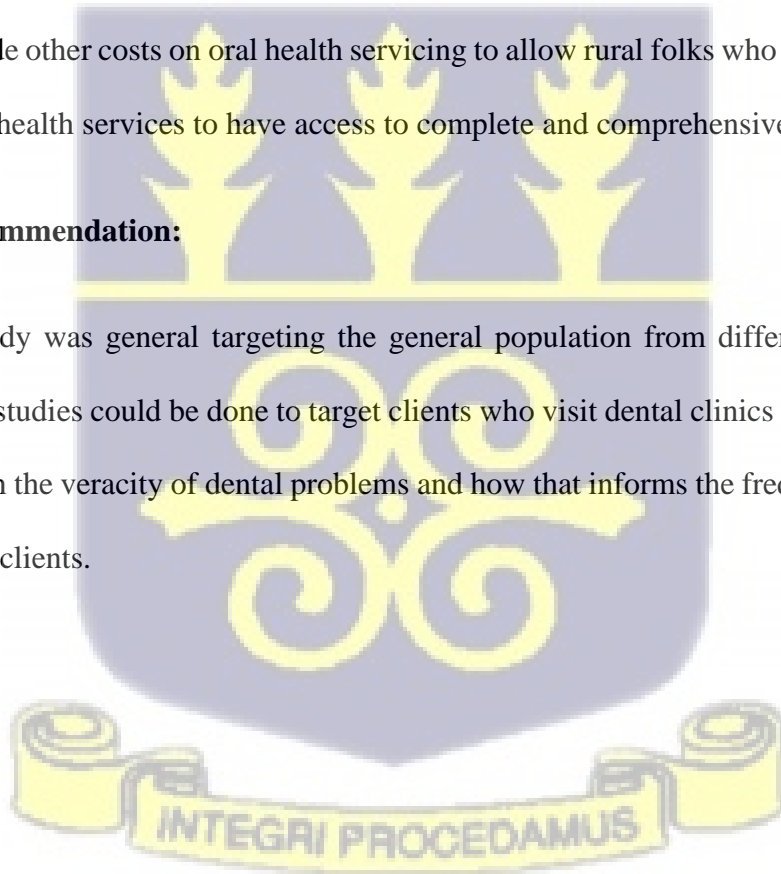 le other costs on oral health servicing to allow rural folks who
health services to have access to complete and comprehensive
mmendation:
dy was general targeting the general population from differ
studies could be done to target clients who visit dental clinics
n the veracity of dental problems and how that informs the fre
clients.
INTEGRI PROCEDAMUS